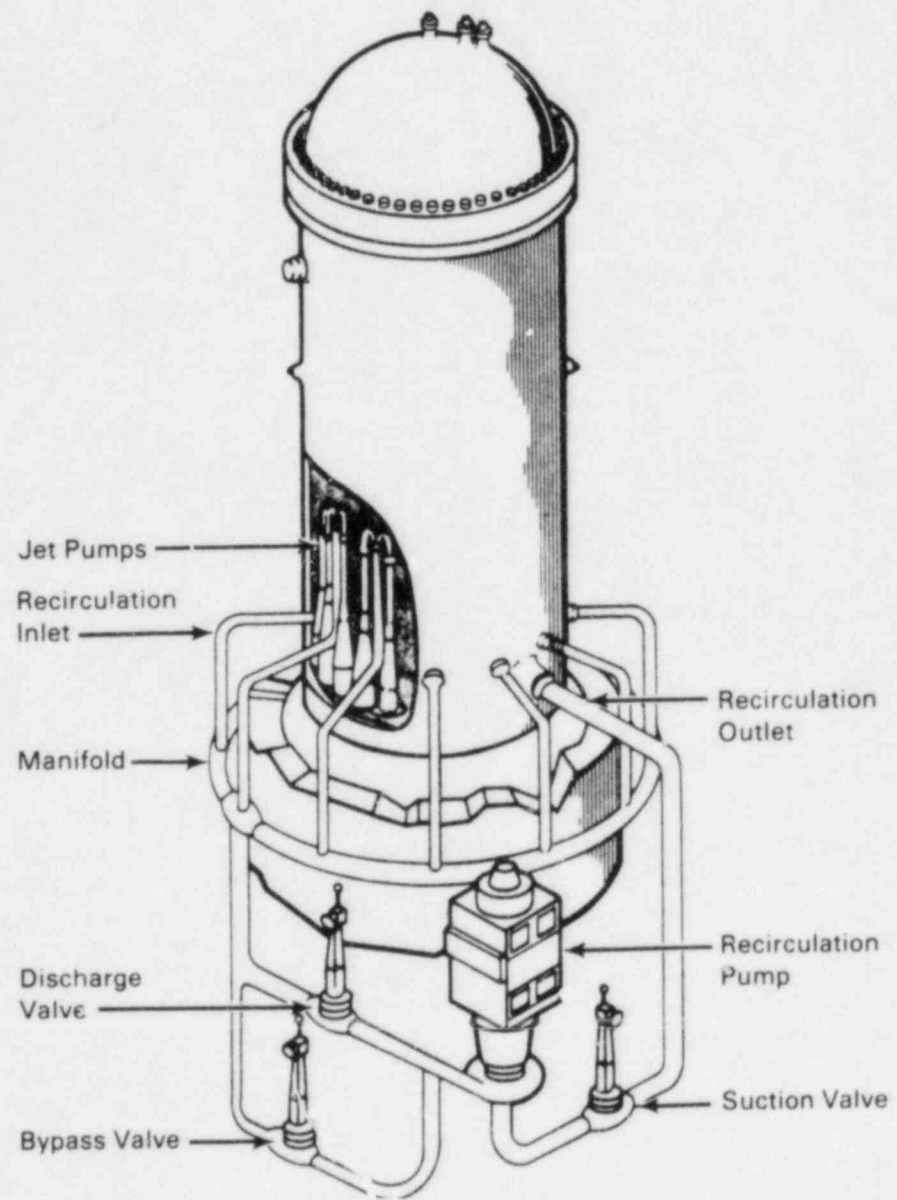 Jet Pumps
Recirculation
Inlet
Manifold
Discharge
Valve
Bypass Valve
Recirculation
Outlet
Recirculation
Pump
Suction Valve